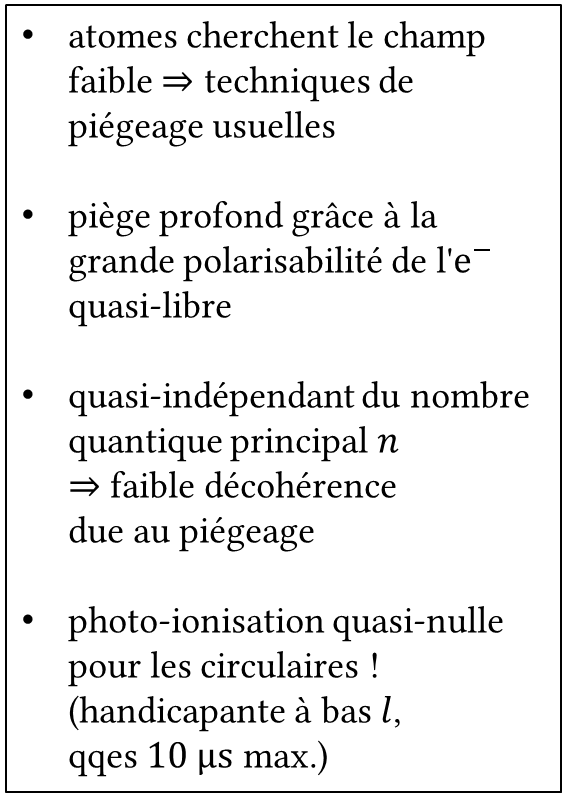 • atomes cherchent le champ
faible ⇒ techniques de
piégeage usuelles
• piège profond grâce à la
grande polarisabilité de l'e⁻
quasi-libre
• quasi-indépendant du nombre
quantique principal n
⇒ faible décohérence
due au piégeage
• photo-ionisation quasi-nulle
pour les circulaires !
(handicapante à bas l,
qqes 10 μs max.)